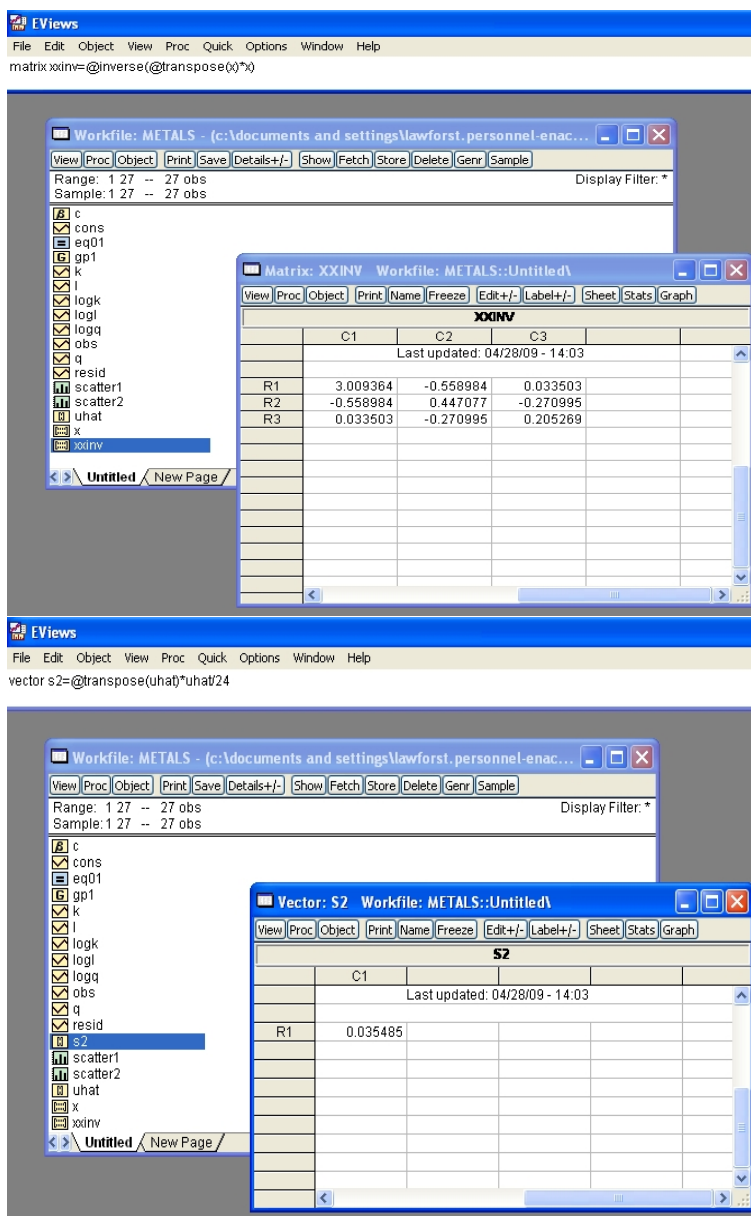 EViews
File Edit Object View Proc Quick Options Window Help
matrix xxinv=@inverse(@transpose(x)*x)
Workfile: METALS - (c:\documents and settings\lawforst.personnel-enac...
View Proc Object Print Save Details+/- Show Fetch Store Delete Genr Sample
Range: 1 27 -- 27 obs Display Filter: *
Sample: 1 27 -- 27 obs
c
cons
eq01
gp1
k
l
logk
logl
logq
obs
q
resid
scatter1
scatter2
uhat
x
xxinv
Untitled New Page
Matrix: XXINV Workfile: METALS::Untitled\
View Proc Object Print Name Freeze Edit+/- Label+/- Sheet Stats Graph
XXINV
C1 C2 C3
Last updated: 04/28/09 - 14:03
R1 3.009364 -0.558984 0.033503
R2 -0.558984 0.447077 -0.270995
R3 0.033503 -0.270995 0.205269
EViews
File Edit Object View Proc Quick Options Window Help
vector s2=@transpose(uhat)*uhat/24
Workfile: METALS - (c:\documents and settings\lawforst.personnel-enac...
View Proc Object Print Save Details+/- Show Fetch Store Delete Genr Sample
Range: 1 27 -- 27 obs Display Filter: *
Sample: 1 27 -- 27 obs
c
cons
eq01
gp1
k
l
logk
logl
logq
obs
q
resid
s2
scatter1
scatter2
uhat
x
xxinv
Untitled New Page
Vector: S2 Workfile: METALS::Untitled\
View Proc Object Print Name Freeze Edit+/- Label+/- Sheet Stats Graph
S2
C1
Last updated: 04/28/09 - 14:03
R1 0.035485